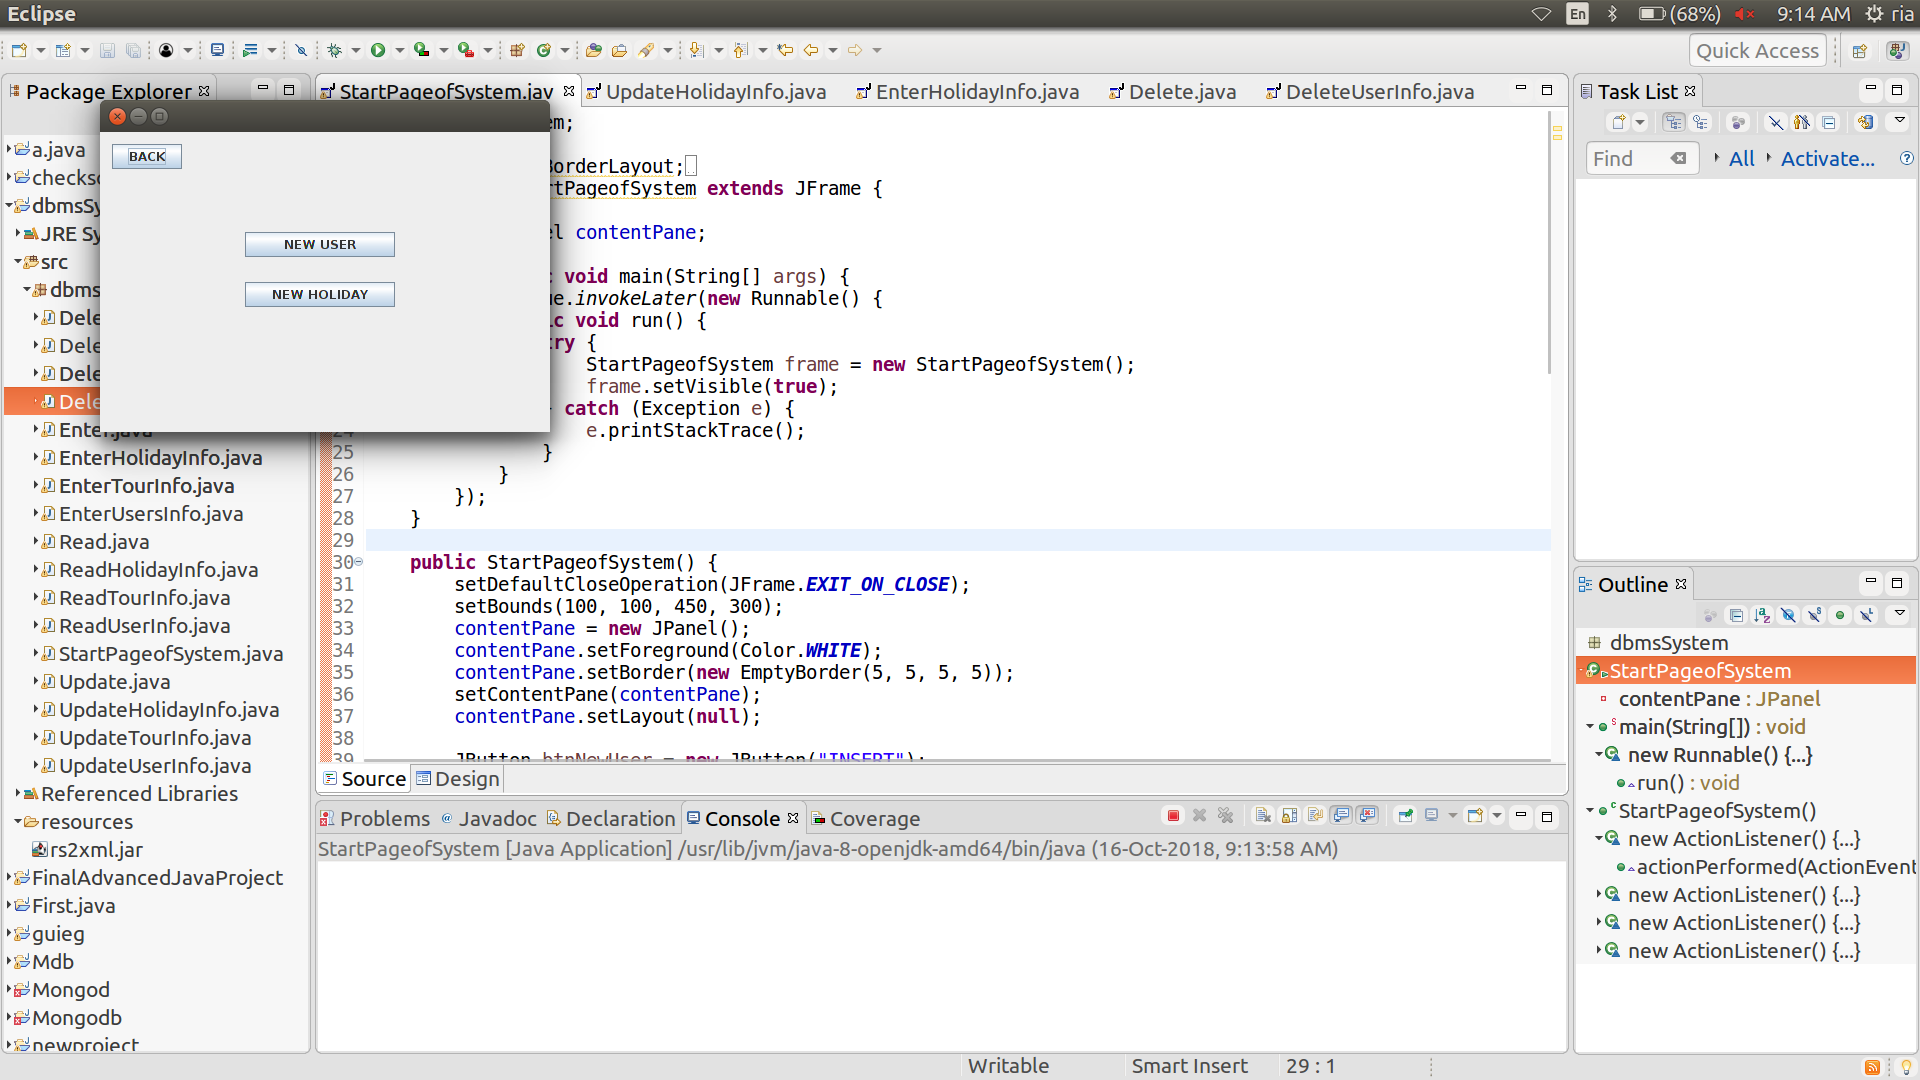 Eclipse
En
(68%)
9:14 AM
ria
Quick Access
Package Explorer
StartPageofSystem.jav
UpdateHolidayInfo.java
EnterHolidayInfo.java
Delete.java
DeleteUserInfo.java
a.java
checksc
dbmsSy
JRE Sy
src
dbms
Dele
Dele
Dele
Dele
Enter.java
EnterHolidayInfo.java
EnterTourInfo.java
EnterUsersInfo.java
Read.java
ReadHolidayInfo.java
ReadTourInfo.java
ReadUserInfo.java
StartPageofSystem.java
Update.java
UpdateHolidayInfo.java
UpdateTourInfo.java
UpdateUserInfo.java
Referenced Libraries
resources
rs2xml.jar
FinalAdvancedJavaProject
First.java
guieg
Mdb
Mongod
Mongodb
newproject
BACK
NEW USER
NEW HOLIDAY
em;
BorderLayout;
rtPageofSystem extends JFrame {
el contentPane;
c void main(String[] args) {
ue.invokeLater(new Runnable() {
ic void run() {
try {
StartPageofSystem frame = new StartPageofSystem();
frame.setVisible(true);
catch (Exception e) {
24 e.printStackTrace();
25 }
26 }
27 });
28 }
29
30 public StartPageofSystem() {
31 setDefaultCloseOperation(JFrame.EXIT_ON_CLOSE);
32 setBounds(100, 100, 450, 300);
33 contentPane = new JPanel();
34 contentPane.setForeground(Color.WHITE);
35 contentPane.setBorder(new EmptyBorder(5, 5, 5, 5));
36 setContentPane(contentPane);
37 contentPane.setLayout(null);
38
39 JButton btnNewUser = new JButton("INSERT");
Source
Design
Problems
Javadoc
Declaration
Console
Coverage
StartPageofSystem [Java Application] /usr/lib/jvm/java-8-openjdk-amd64/bin/java (16-Oct-2018, 9:13:58 AM)
Task List
Find
All
Activate...
Outline
dbmsSystem
StartPageofSystem
contentPane : JPanel
main(String[]) : void
new Runnable() {...}
run() : void
StartPageofSystem()
new ActionListener() {...}
actionPerformed(ActionEvent
new ActionListener() {...}
new ActionListener() {...}
new ActionListener() {...}
Writable
Smart Insert
29 : 1